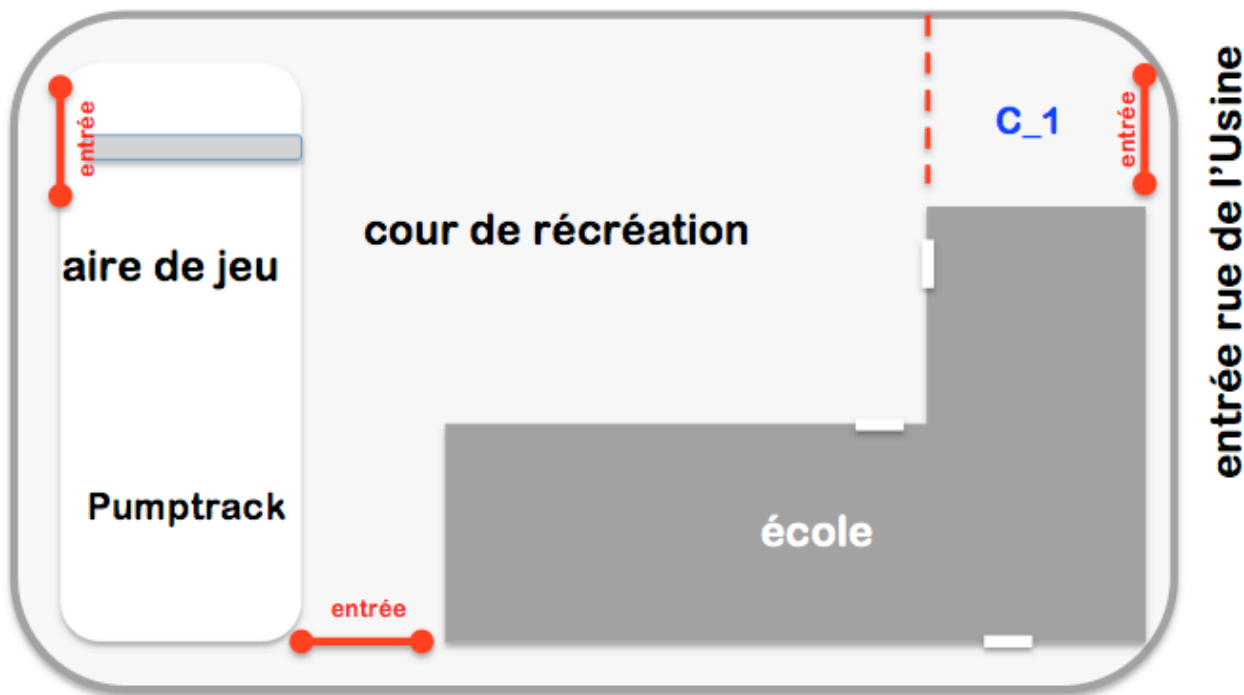 entrée
C_1
entrée
entrée rue de l'Usine
cour de récréation
aire de jeu
Pumptrack
école
entrée